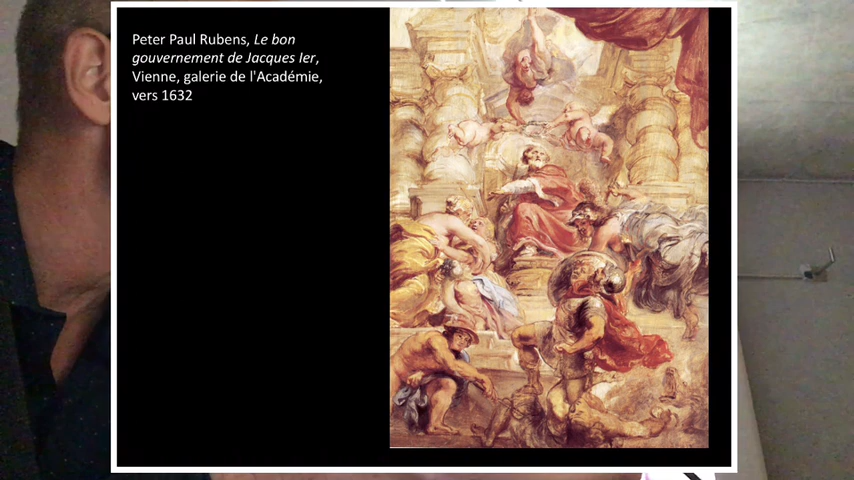 Peter Paul Rubens, Le bon
gouvernement de Jacques Ier,
Vienne, galerie de l'Académie,
vers 1632